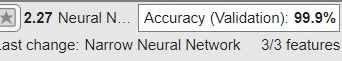 2.27 Neural N... Accuracy (Validation): 99.9%
Last change: Narrow Neural Network 3/3 features